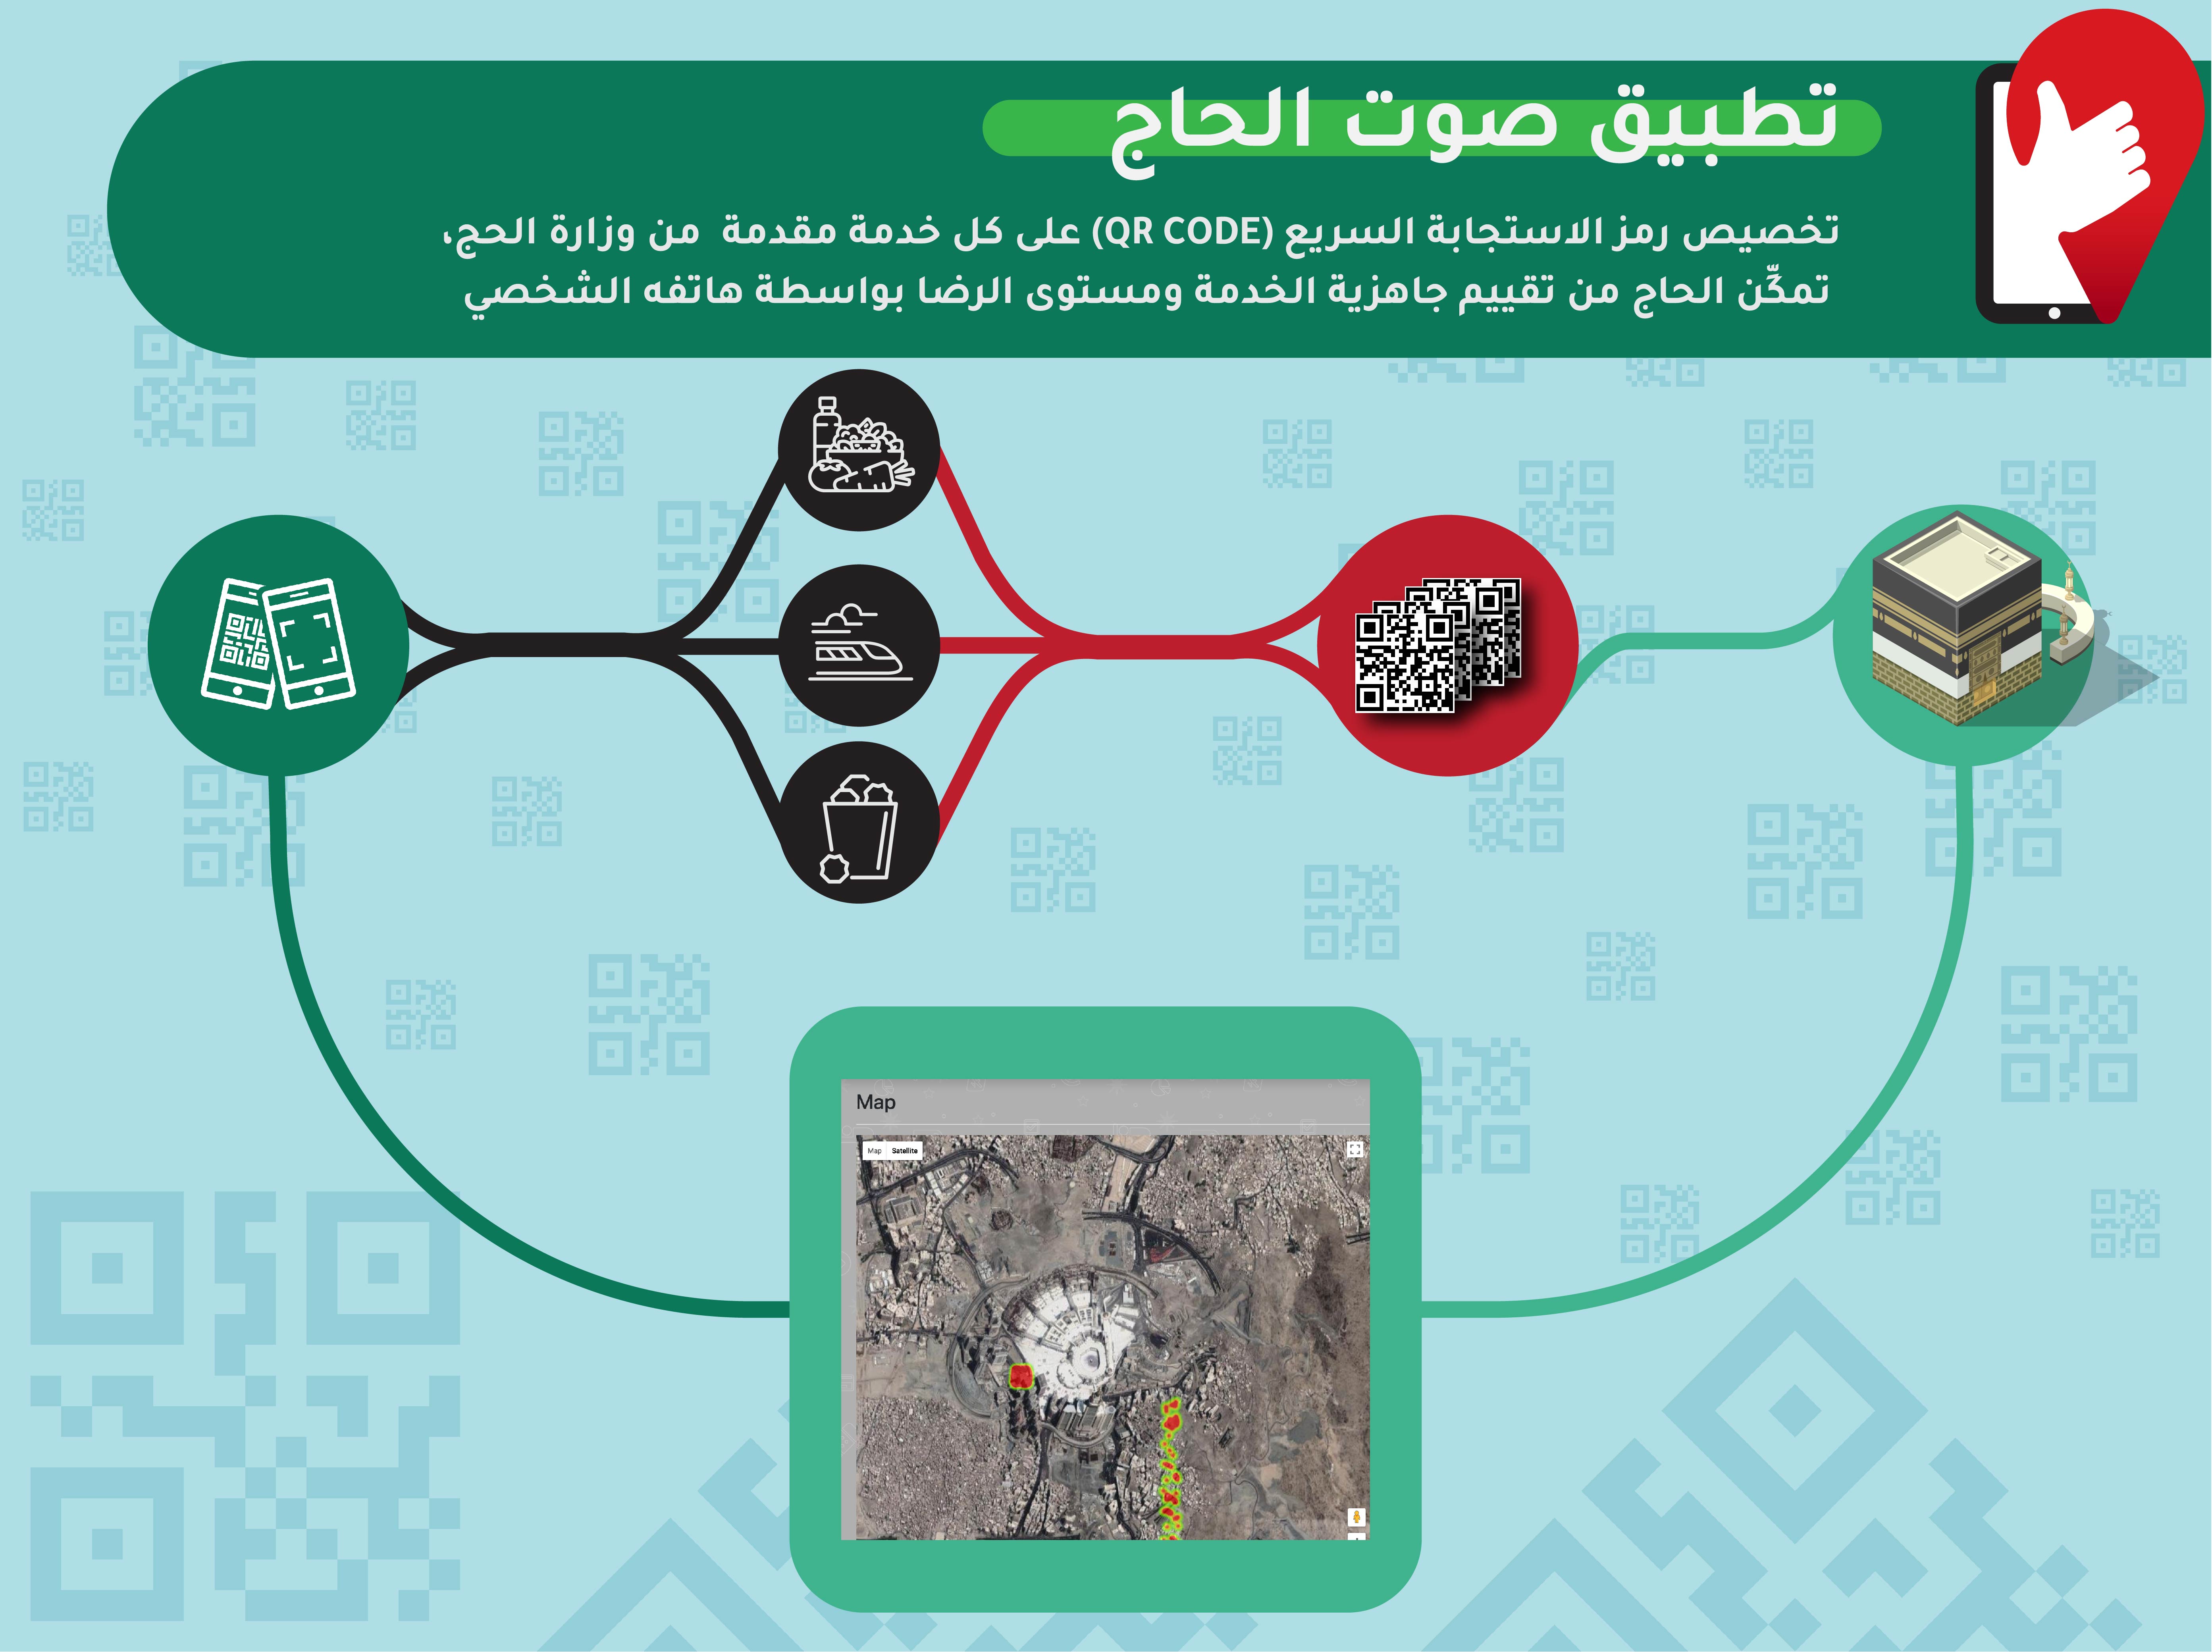 تطبيق صوت الحاج
تخصيص رمز الاستجابة السريع (QR CODE) على كل خدمة مقدمة من وزارة الحج،
تمكّن الحاج من تقييم جاهزية الخدمة ومستوى الرضا بواسطة هاتفه الشخصي
Map
Map Satellite